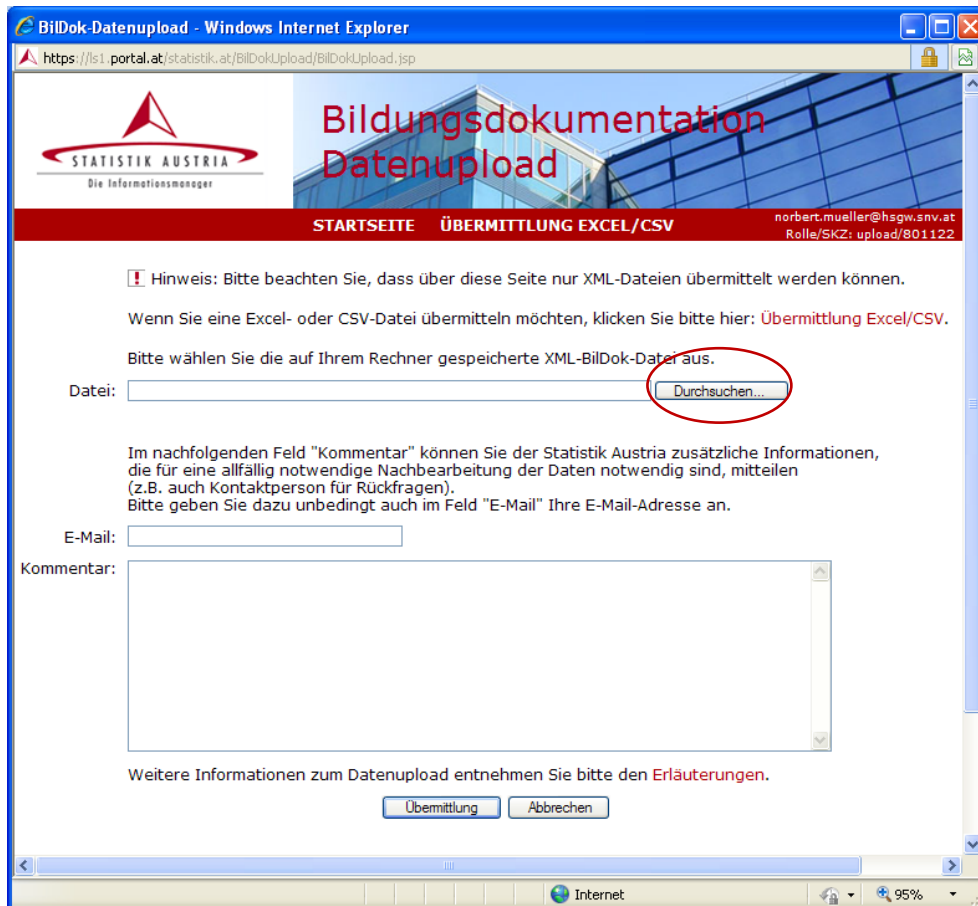 BilDok-Datenupload - Windows Internet Explorer
https://ls1.portal.at/statistik.at/BilDokUpload/BilDokUpload.jsp
STATISTIK AUSTRIA
Die Informationsmanager
Bildungsdokumentation
Datenupload
STARTSEITE ÜBERMITTLUNG EXCEL/CSV
norbert.mueller@hsgw.snv.at
Rolle/SKZ: upload/801122
! Hinweis: Bitte beachten Sie, dass über diese Seite nur XML-Dateien übermittelt werden können.
Wenn Sie eine Excel- oder CSV-Datei übermitteln möchten, klicken Sie bitte hier: Übermittlung Excel/CSV.
Bitte wählen Sie die auf Ihrem Rechner gespeicherte XML-BilDok-Datei aus.
Datei: Durchsuchen...
Im nachfolgenden Feld "Kommentar" können Sie der Statistik Austria zusätzliche Informationen,
die für eine allfällig notwendige Nachbearbeitung der Daten notwendig sind, mitteilen
(z.B. auch Kontaktperson für Rückfragen).
Bitte geben Sie dazu unbedingt auch im Feld "E-Mail" Ihre E-Mail-Adresse an.
E-Mail:
Kommentar:
Weitere Informationen zum Datenupload entnehmen Sie bitte den Erläuterungen.
Übermittlung Abbrechen
Internet 95%